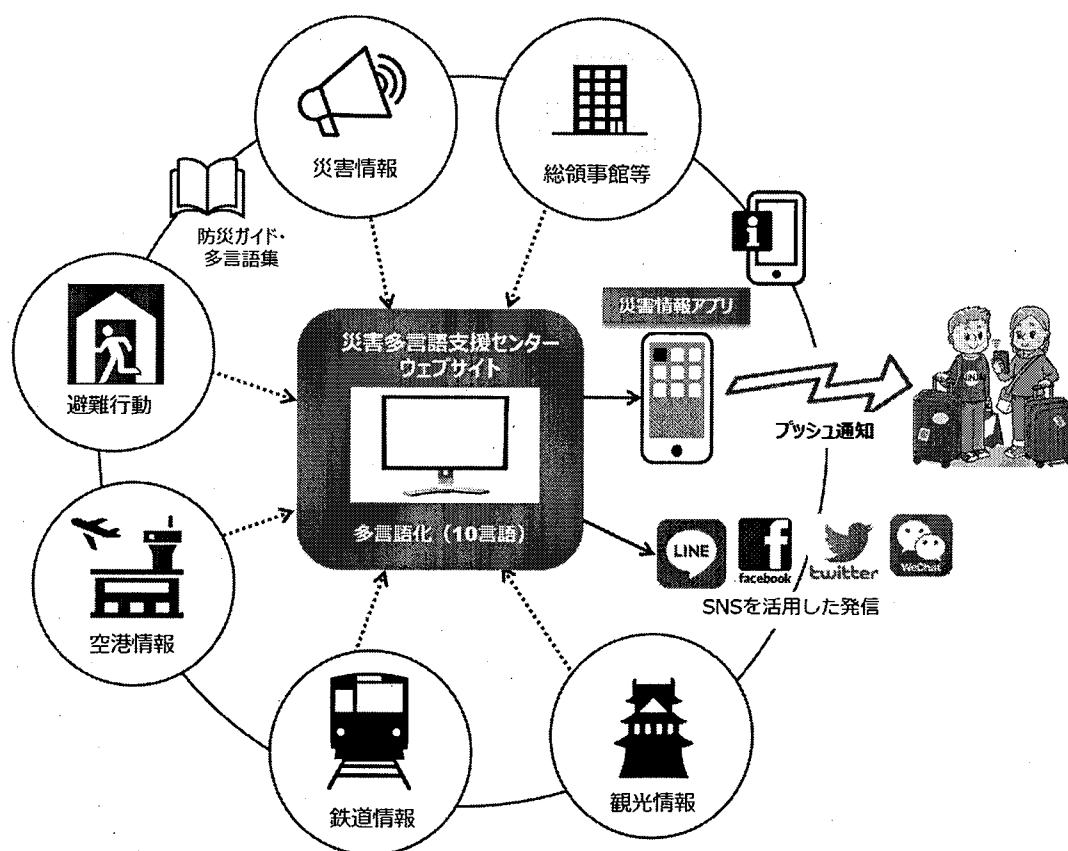 災害情報
総領事館等
防災ガイド・
多言語集
避難行動
災害多言語支援センター
ウェブサイト
多言語化（10言語）
災害情報アプリ
プッシュ通知
LINE
facebook
twitter
WeChat
SNSを活用した発信
空港情報
鉄道情報
観光情報